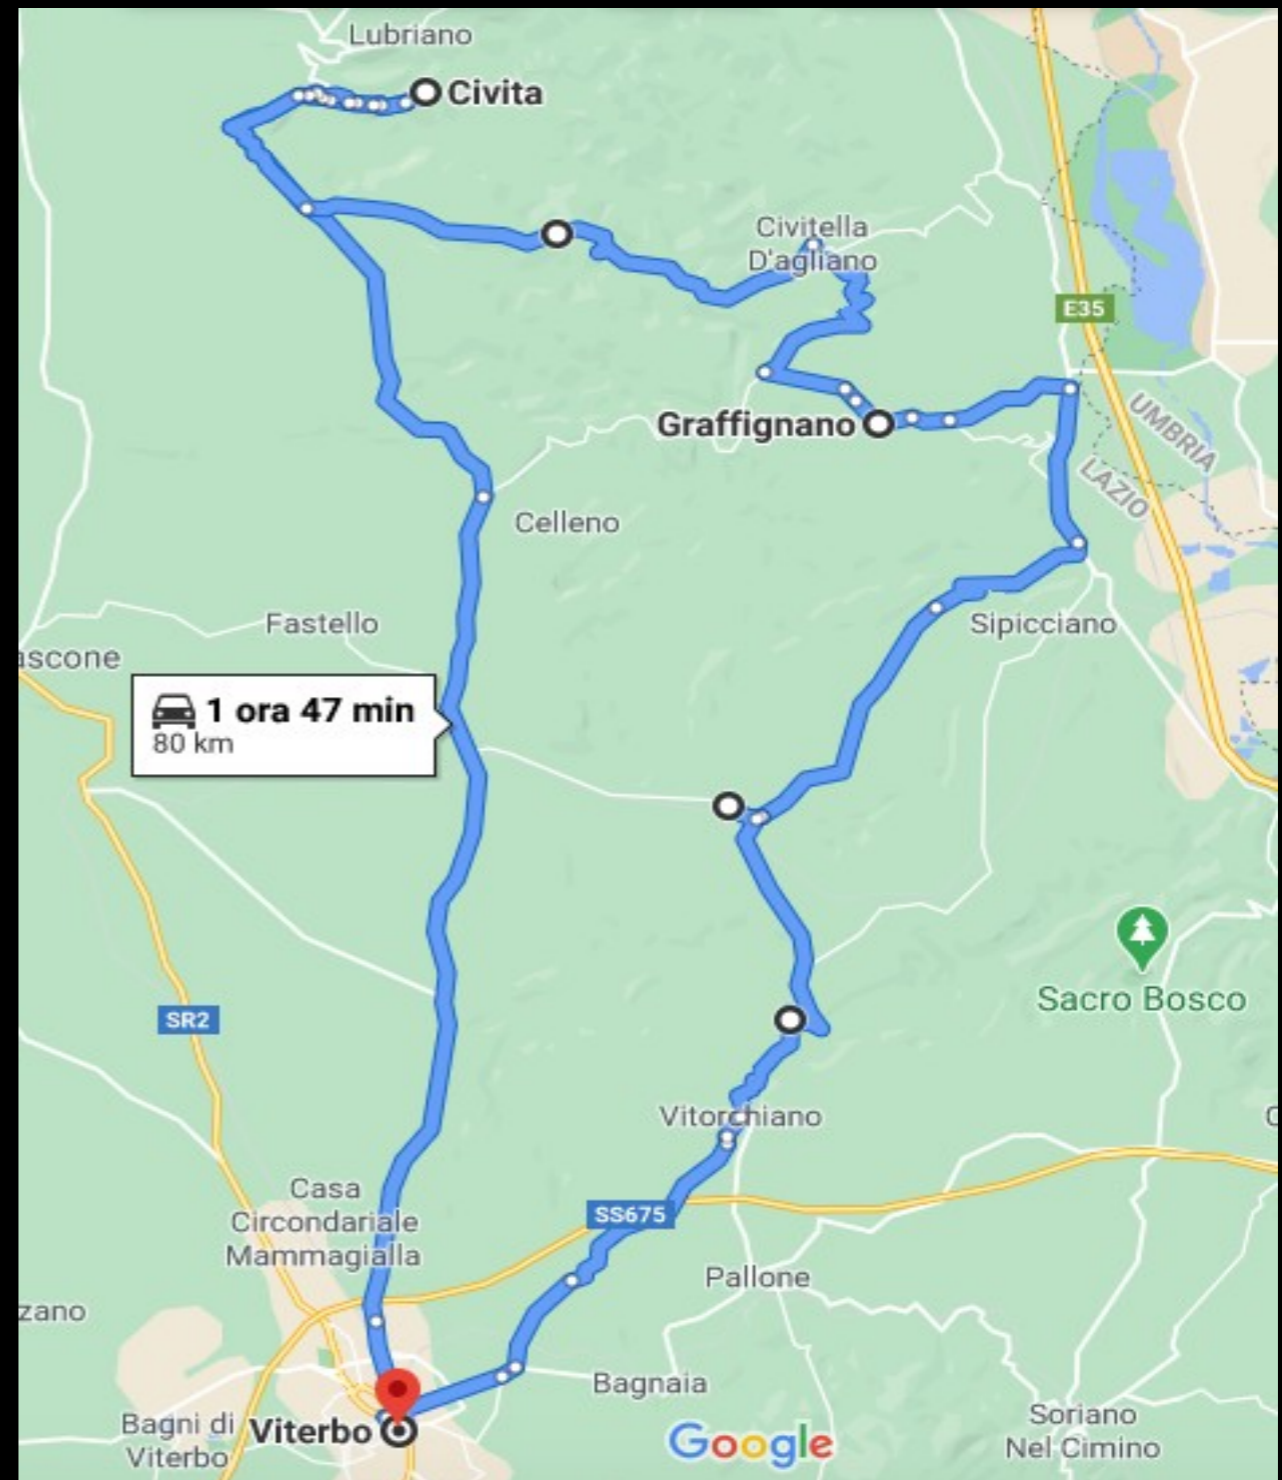 Lubriano
Civita
Civitella
D'agliano
E35
Graffignano
UMBRIA
LAZIO
Celleno
Fastello
Sipicciano
ascone
1 ora 47 min
80 km
Sacro Bosco
SR2
Vitorchiano
Casa
Circondariale
Mammagialla
SS675
Pallone
zano
Bagnaia
Bagni di
Viterbo
Viterbo
Google
Soriano
Nel Cimino